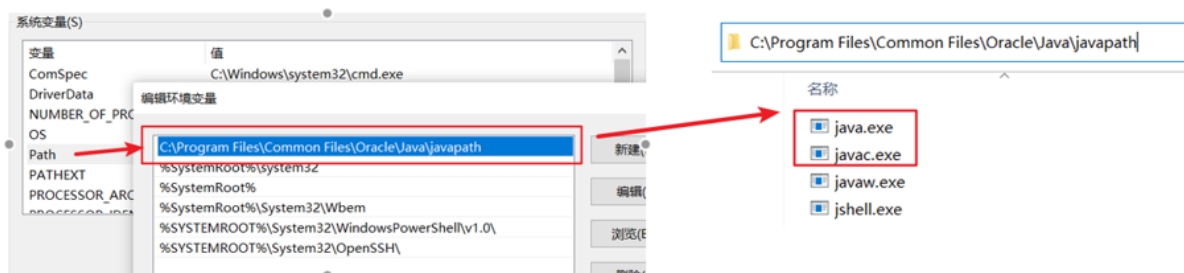 系统变量(S)
变量 值
ComSpec C:\Windows\system32\cmd.exe
DriverData
NUMBER_OF_PRC
OS
Path
PATHEXT
PROCESSOR_ARC
编辑环境变量
C:\Program Files\Common Files\Oracle\Java\javapath
%SystemRoot%\system32
%SystemRoot%
%SystemRoot%\System32\Wbem
%SYSTEMROOT%\System32\WindowsPowerShell\v1.0\
%SYSTEMROOT%\System32\OpenSSH\
新建(
编辑(
浏览(
C:\Program Files\Common Files\Oracle\Java\javapath
名称
java.exe
javac.exe
javaw.exe
jshell.exe